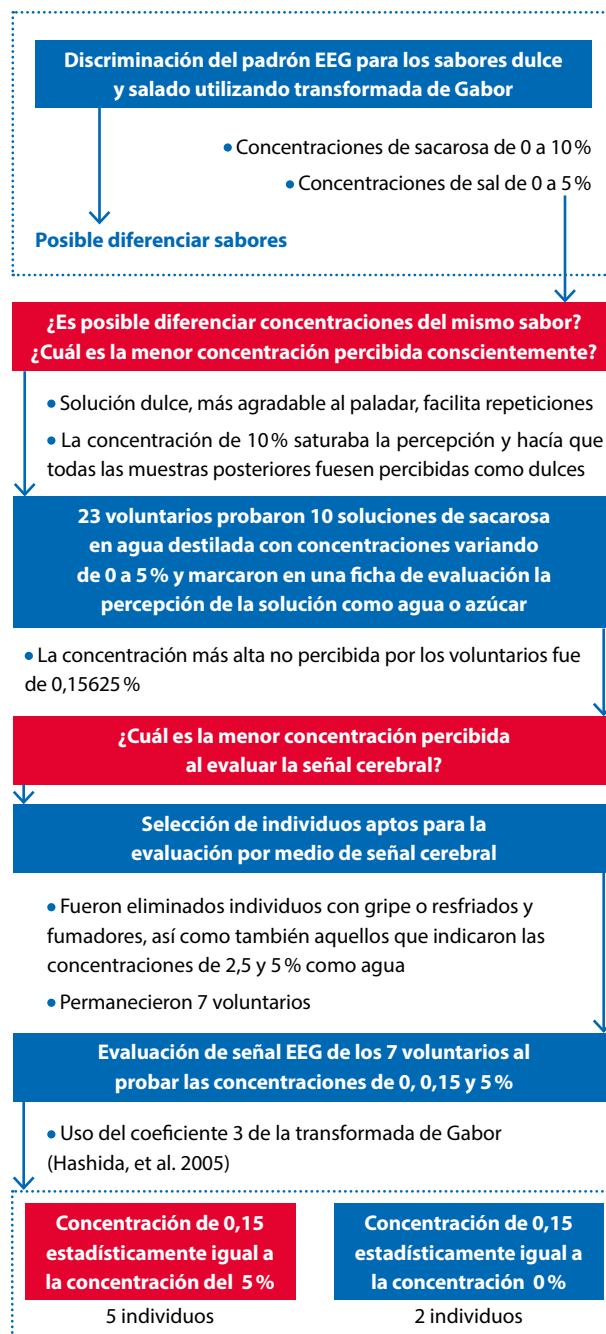 Discriminación del padrón EEG para los sabores dulce
y salado utilizando transformada de Gabor
• Concentraciones de sacarosa de 0 a 10 %
• Concentraciones de sal de 0 a 5 %
Posible diferenciar sabores
¿Es posible diferenciar concentraciones del mismo sabor?
¿Cuál es la menor concentración percibida conscientemente?
• Solución dulce, más agradable al paladar, facilita repeticiones
• La concentración de 10 % saturaba la percepción y hacía que
todas las muestras posteriores fuesen percibidas como dulces
23 voluntarios probaron 10 soluciones de sacarosa
en agua destilada con concentraciones variando
de 0 a 5 % y marcaron en una ficha de evaluación la
percepción de la solución como agua o azúcar
• La concentración más alta no percibida por los voluntarios fue
de 0,15625 %
¿Cuál es la menor concentración percibida
al evaluar la señal cerebral?
Selección de individuos aptos para la
evaluación por medio de señal cerebral
• Fueron eliminados individuos con gripe o resfriados y
fumadores, así como también aquellos que indicaron las
concentraciones de 2,5 y 5 % como agua
• Permanecieron 7 voluntarios
Evaluación de señal EEG de los 7 voluntarios al
probar las concentraciones de 0, 0,15 y 5 %
• Uso del coeficiente 3 de la transformada de Gabor
(Hashida, et al. 2005)
Concentración de 0,15
estadísticamente igual a
la concentración del 5 %
5 individuos
Concentración de 0,15
estadísticamente igual a
la concentración 0 %
2 individuos